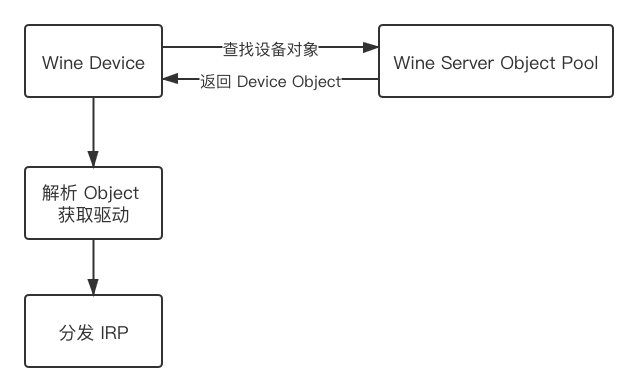 查找设备对象
Wine Device
Wine Server Object Pool
返回 Device Object
解析 Object
获取驱动
分发 IRP